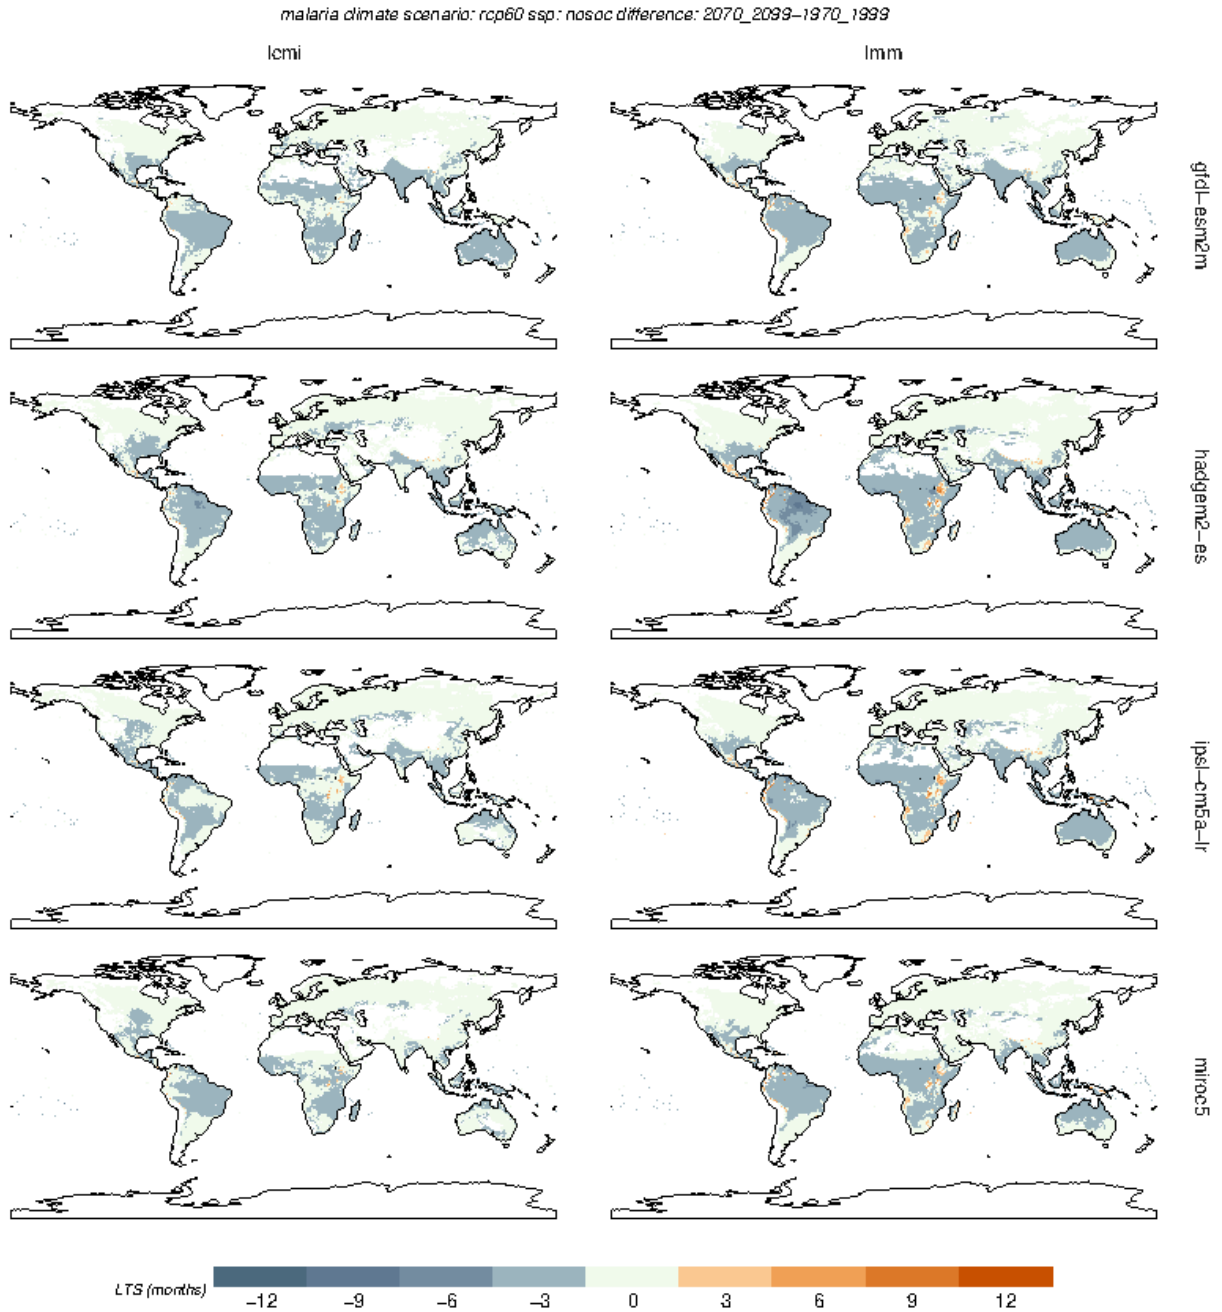 malaria climate scenario: rcp60 ssp: nosoc difference: 2070_2099-1970_1999
lcmi
lmm
gfdl-esm2m
hadgem2-es
ipsl-cm5a-lr
miroc5
LTS (months)
-12 -9 -6 -3 0 3 6 9 12